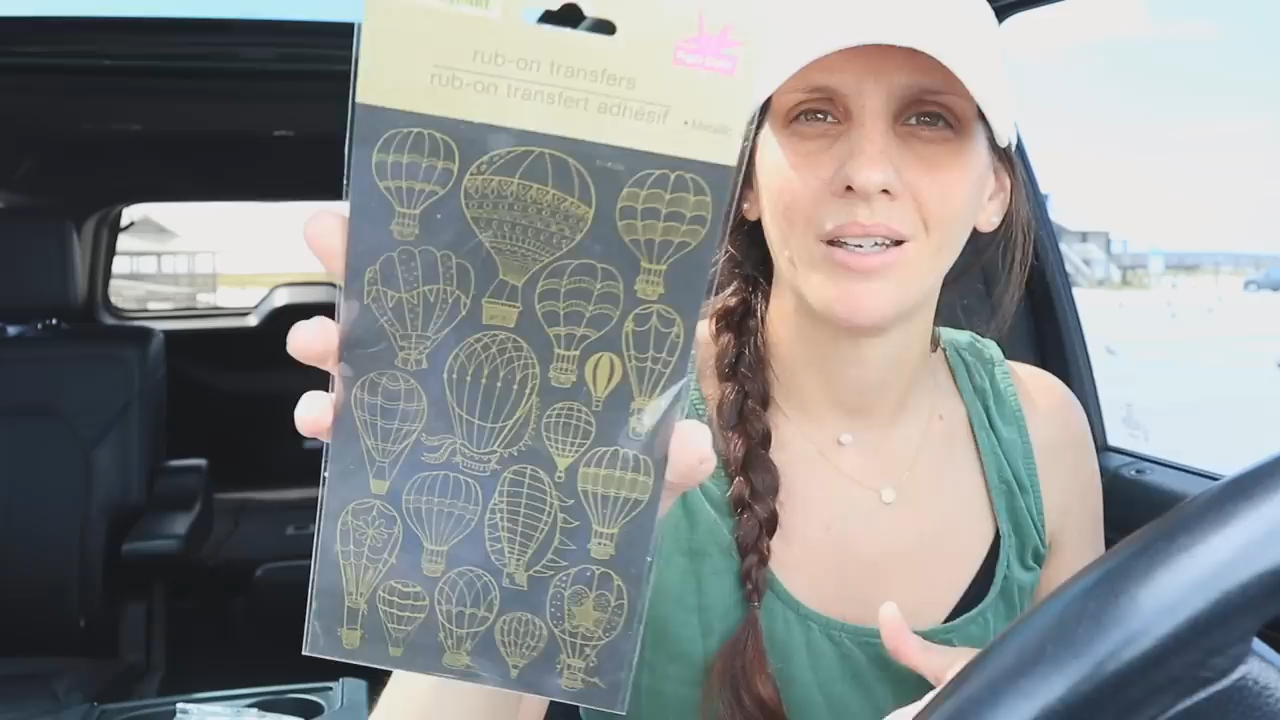 rub-on transfers
rub-on transfert adhésif
• Metallic